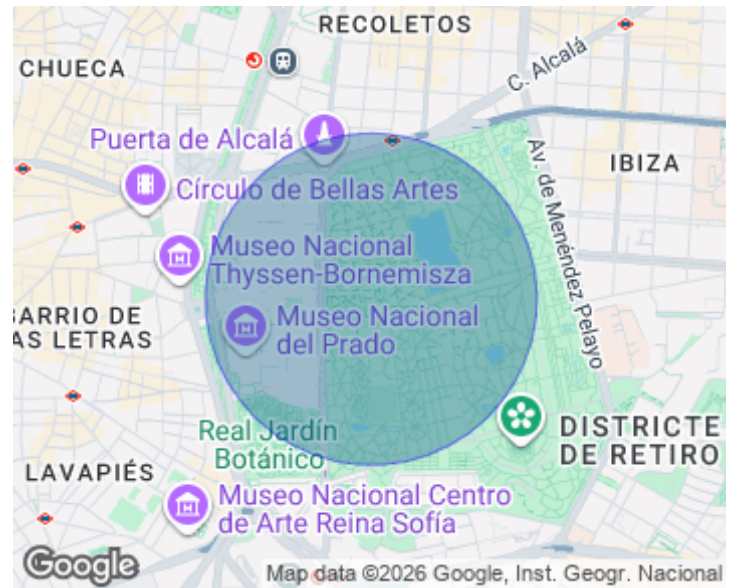 RECOLETOS
CHUECA
C. Alcalá
Puerta de Alcalá
Av. de Menéndez Pelayo
IBIZA
Círculo de Bellas Artes
Museo Nacional
Thyssen-Bornemisza
BARRIO DE
AS LETRAS
Museo Nacional
del Prado
Real Jardín
Botánico
DISTRICTE
DE RETIRO
LAVAPIÉS
Museo Nacional Centro
de Arte Reina Sofía
Google
Map data ©2026 Google, Inst. Geogr. Nacional